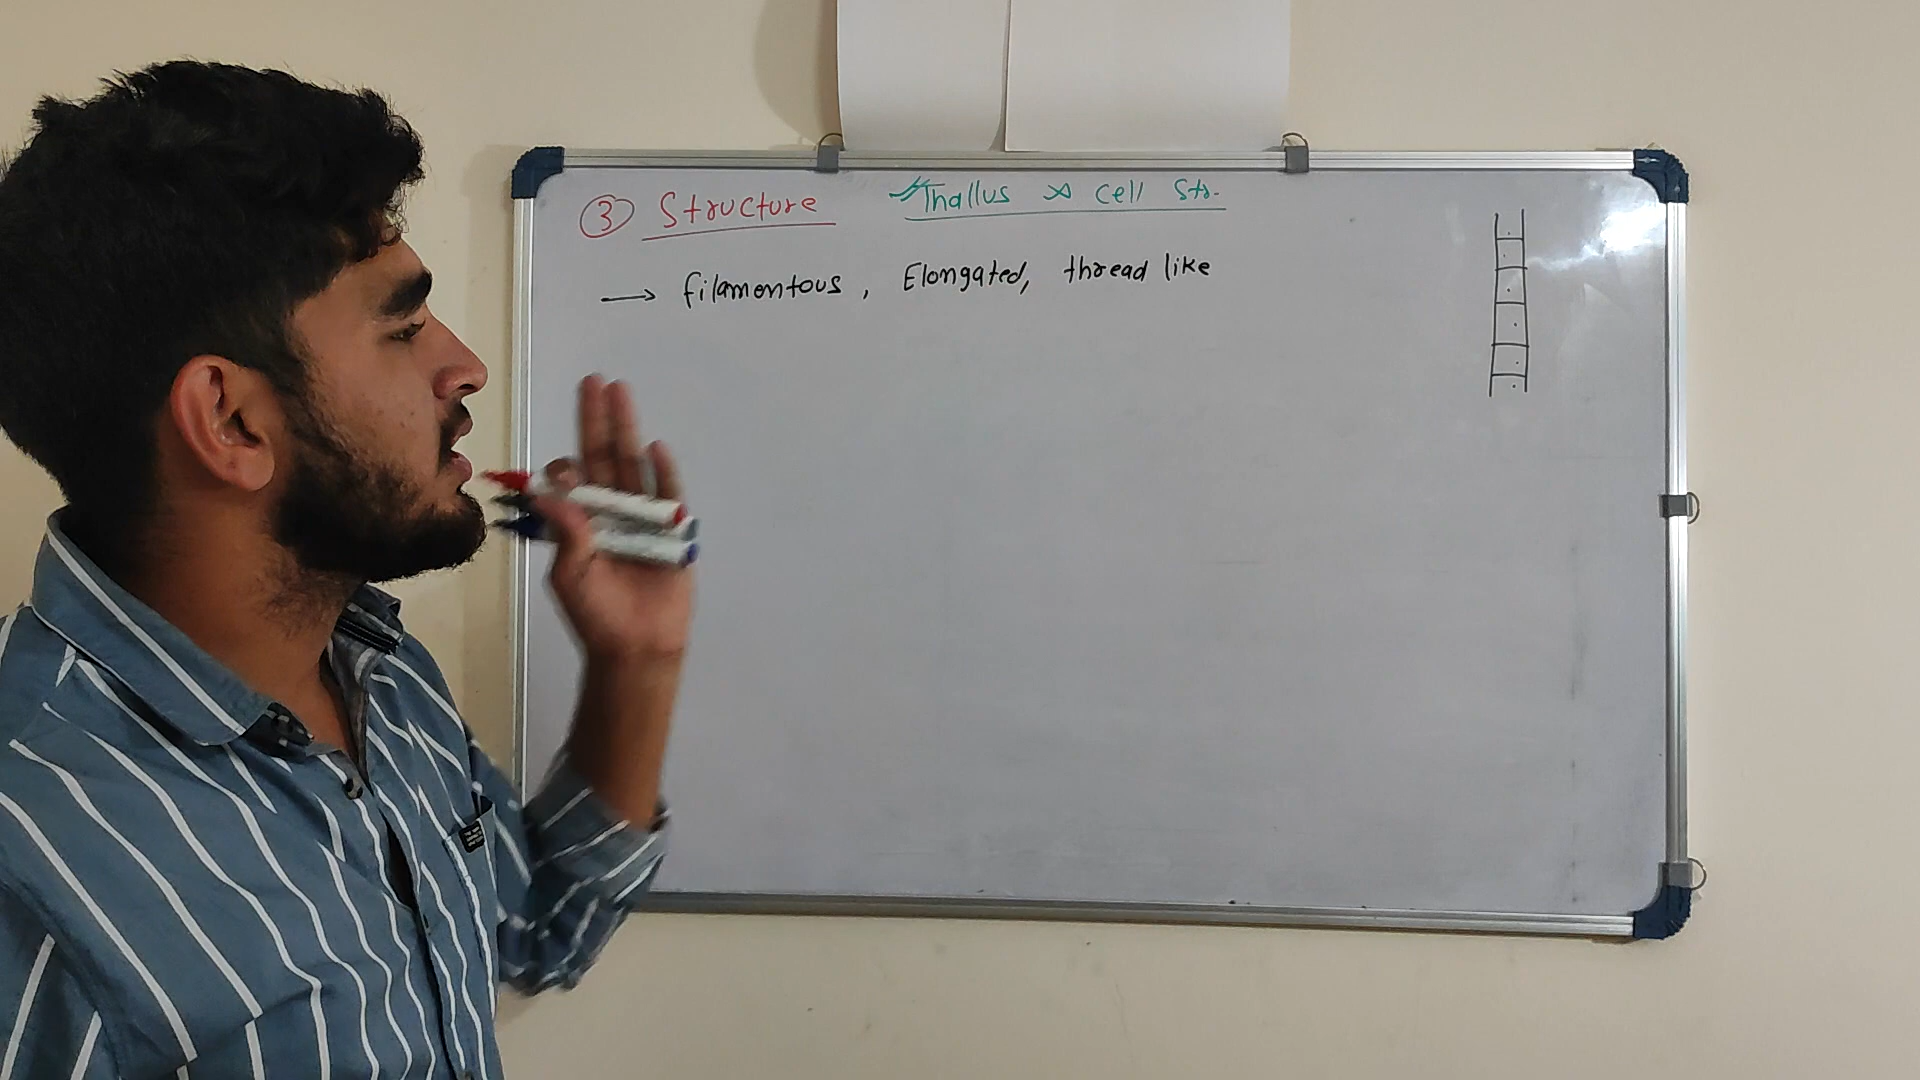 ③ Structure Thallus & Cell Str.
→ filamentous, Elongated, thread like